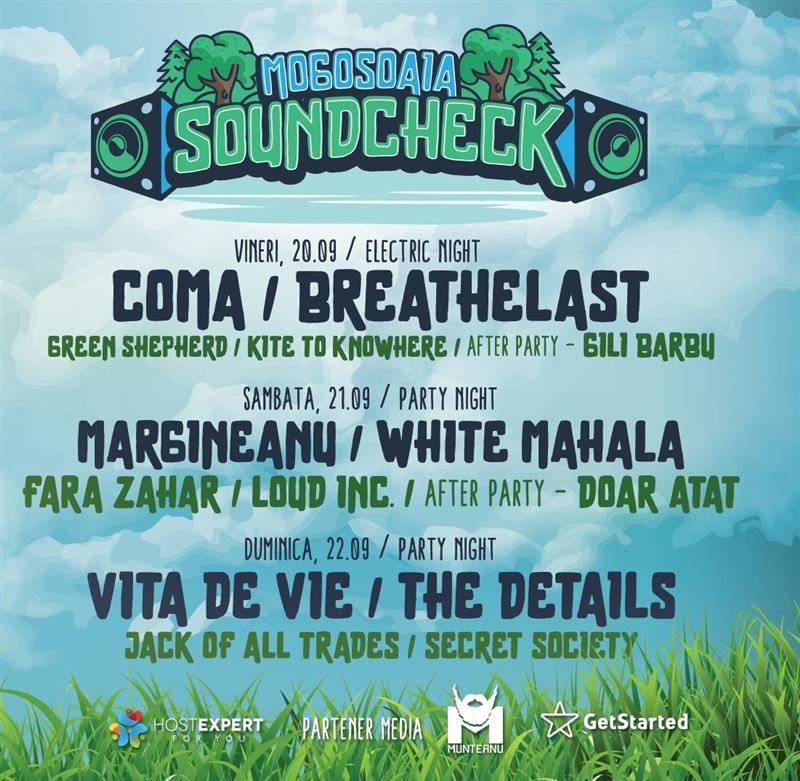 MOGOSOAIA
SOUNDCHECK
VINERI, 20.09 / ELECTRIC NIGHT
COMA / BREATHELAST
GREEN SHEPHERD / KITE TO KNOWHERE / AFTER PARTY - GILI BARBU
SAMBATA, 21.09 / PARTY NIGHT
MARGINEANU / WHITE MAHALA
FARA ZAHAR / LOUD INC. / AFTER PARTY - DOAR ATAT
DUMINICA, 22.09 / PARTY NIGHT
VITA DE VIE / THE DETAILS
JACK OF ALL TRADES / SECRET SOCIETY
HOSTEXPERT
FOR YOU
PARTENER MEDIA
M
MUNTEANU
GetStarted